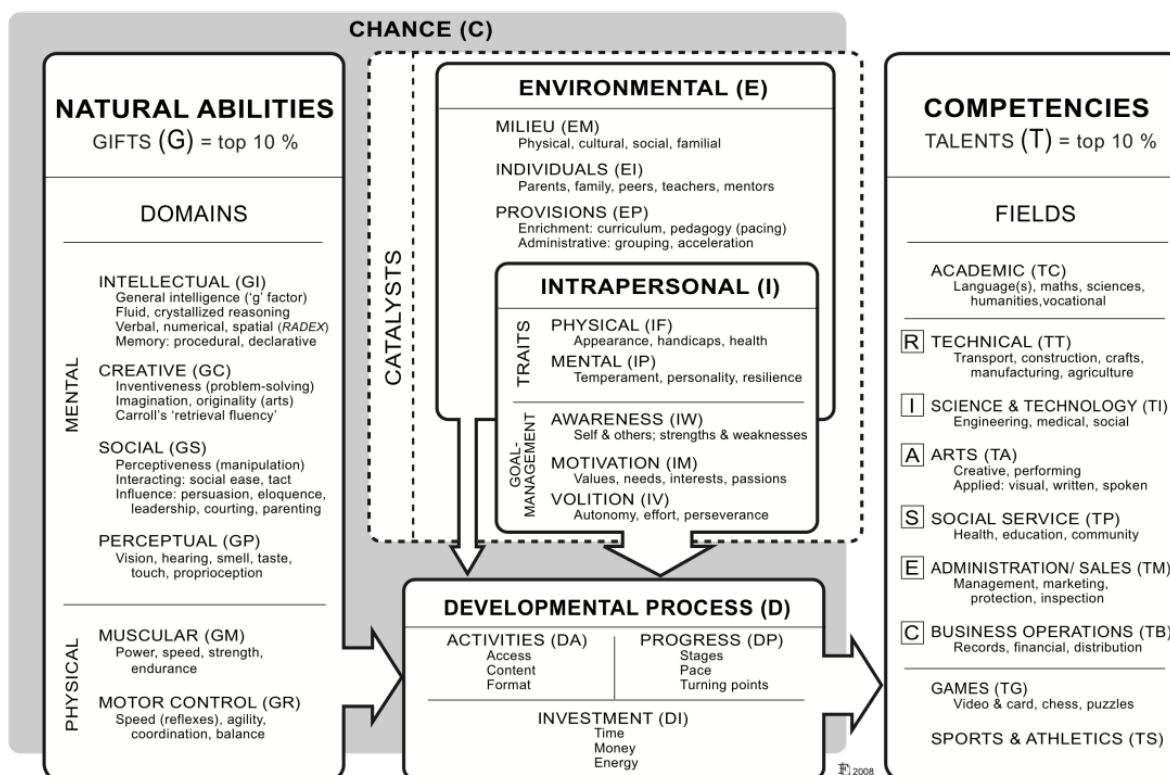 CHANCE (C)
NATURAL ABILITIES
GIFTS (G) = top 10 %
DOMAINS
MENTAL
INTELLECTUAL (GI)
General intelligence (‘g’ factor)
Fluid, crystallized reasoning
Verbal, numerical, spatial (RADEX)
Memory: procedural, declarative
CREATIVE (GC)
Inventiveness (problem-solving)
Imagination, originality (arts)
Carroll’s ‘retrieval fluency’
SOCIAL (GS)
Perceptiveness (manipulation)
Interacting: social ease, tact
Influence: persuasion, eloquence,
leadership, courting, parenting
PERCEPTUAL (GP)
Vision, hearing, smell, taste,
touch, proprioception
PHYSICAL
MUSCULAR (GM)
Power, speed, strength,
endurance
MOTOR CONTROL (GR)
Speed (reflexes), agility,
coordination, balance
CATALYSTS
ENVIRONMENTAL (E)
MILIEU (EM)
Physical, cultural, social, familial
INDIVIDUALS (EI)
Parents, family, peers, teachers, mentors
PROVISIONS (EP)
Enrichment: curriculum, pedagogy (pacing)
Administrative: grouping, acceleration
INTRAPERSONAL (I)
TRAITS
PHYSICAL (IF)
Appearance, handicaps, health
MENTAL (IP)
Temperament, personality, resilience
GOAL-
MANAGEMENT
AWARENESS (IW)
Self & others; strengths & weaknesses
MOTIVATION (IM)
Values, needs, interests, passions
VOLITION (IV)
Autonomy, effort, perseverance
DEVELOPMENTAL PROCESS (D)
ACTIVITIES (DA)
Access
Content
Format
PROGRESS (DP)
Stages
Pace
Turning points
INVESTMENT (DI)
Time
Money
Energy
2008
COMPETENCIES
TALENTS (T) = top 10 %
FIELDS
ACADEMIC (TC)
Language(s), maths, sciences,
humanities,vocational
R TECHNICAL (TT)
Transport, construction, crafts,
manufacturing, agriculture
I SCIENCE & TECHNOLOGY (TI)
Engineering, medical, social
A ARTS (TA)
Creative, performing
Applied: visual, written, spoken
S SOCIAL SERVICE (TP)
Health, education, community
E ADMINISTRATION/ SALES (TM)
Management, marketing,
protection, inspection
C BUSINESS OPERATIONS (TB)
Records, financial, distribution
GAMES (TG)
Video & card, chess, puzzles
SPORTS & ATHLETICS (TS)